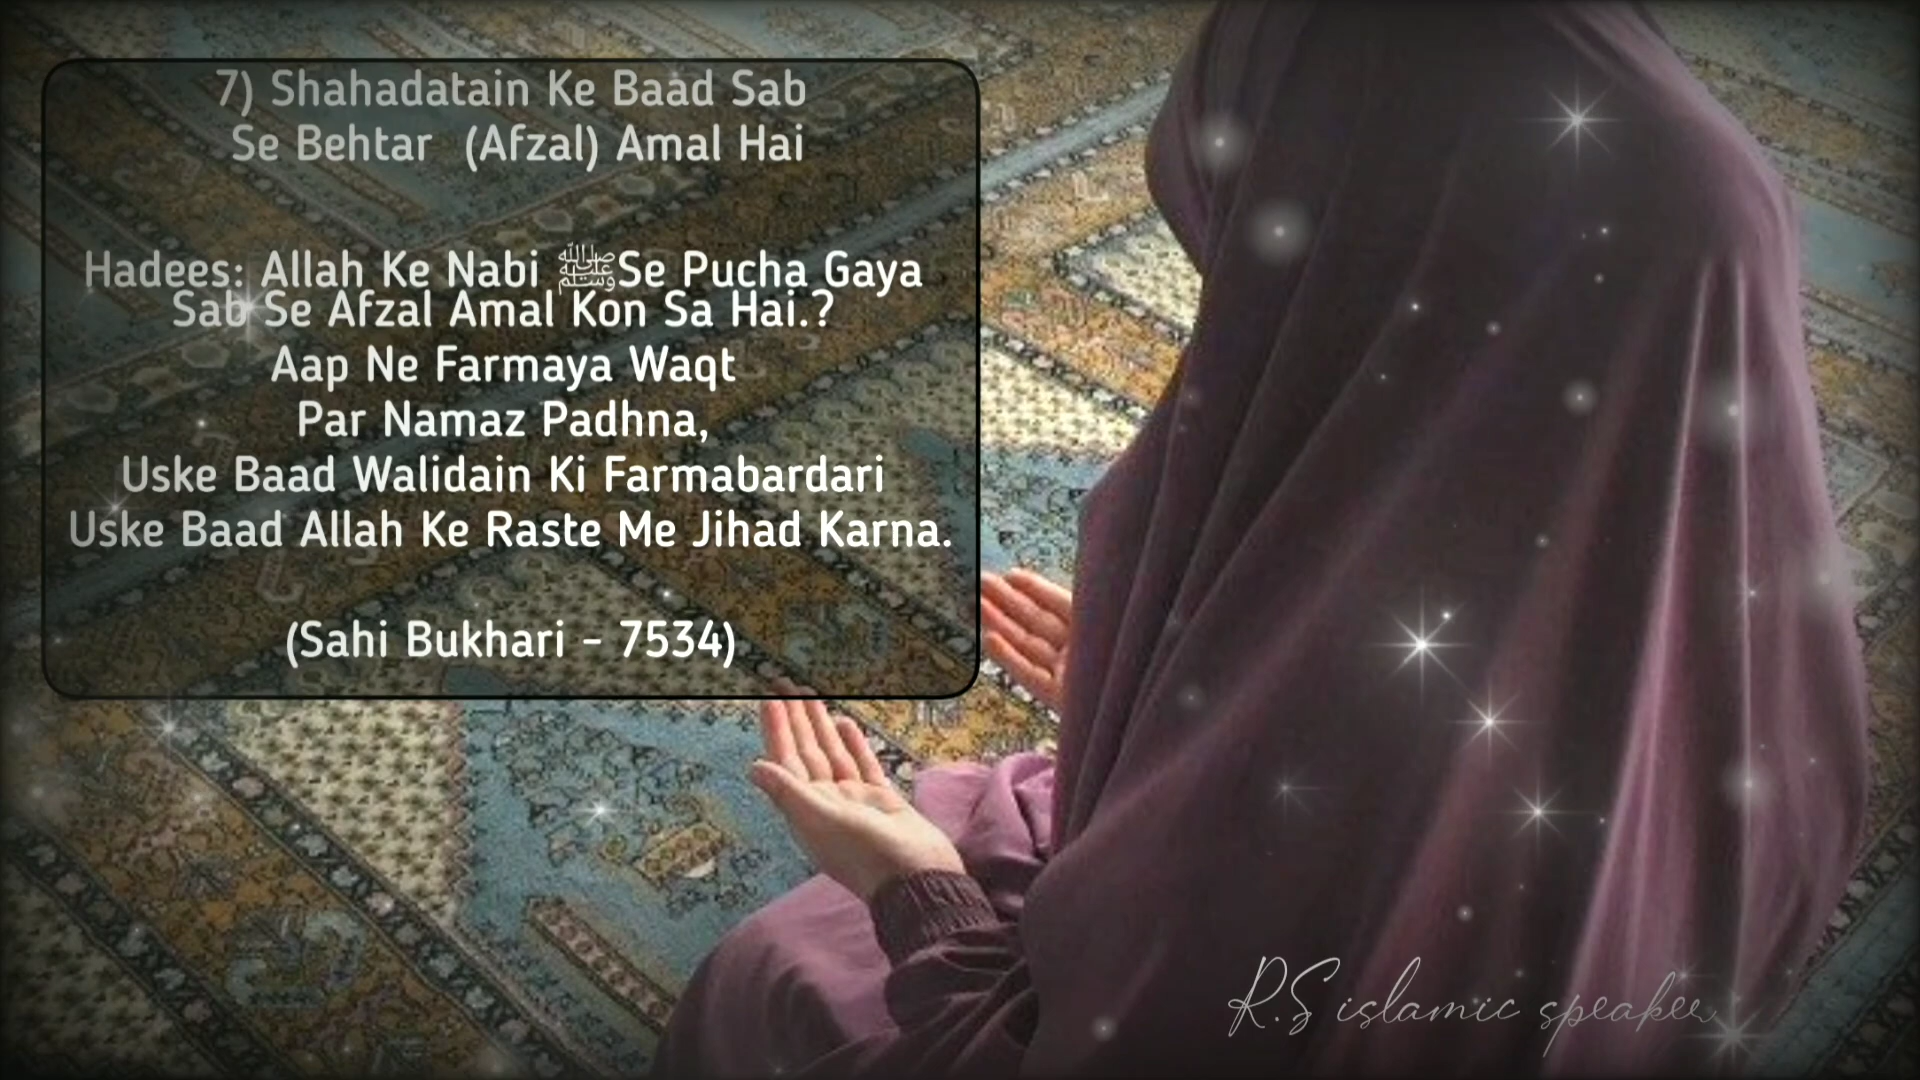 7) Shahadatain Ke Baad Sab
Se Behtar (Afzal) Amal Hai
Hadees: Allah Ke Nabi ﷺSe Pucha Gaya
Sab Se Afzal Amal Kon Sa Hai.?
Aap Ne Farmaya Waqt
Par Namaz Padhna,
Uske Baad Walidain Ki Farmabardari
Uske Baad Allah Ke Raste Me Jihad Karna.
(Sahi Bukhari - 7534)
R.S islamic speaker